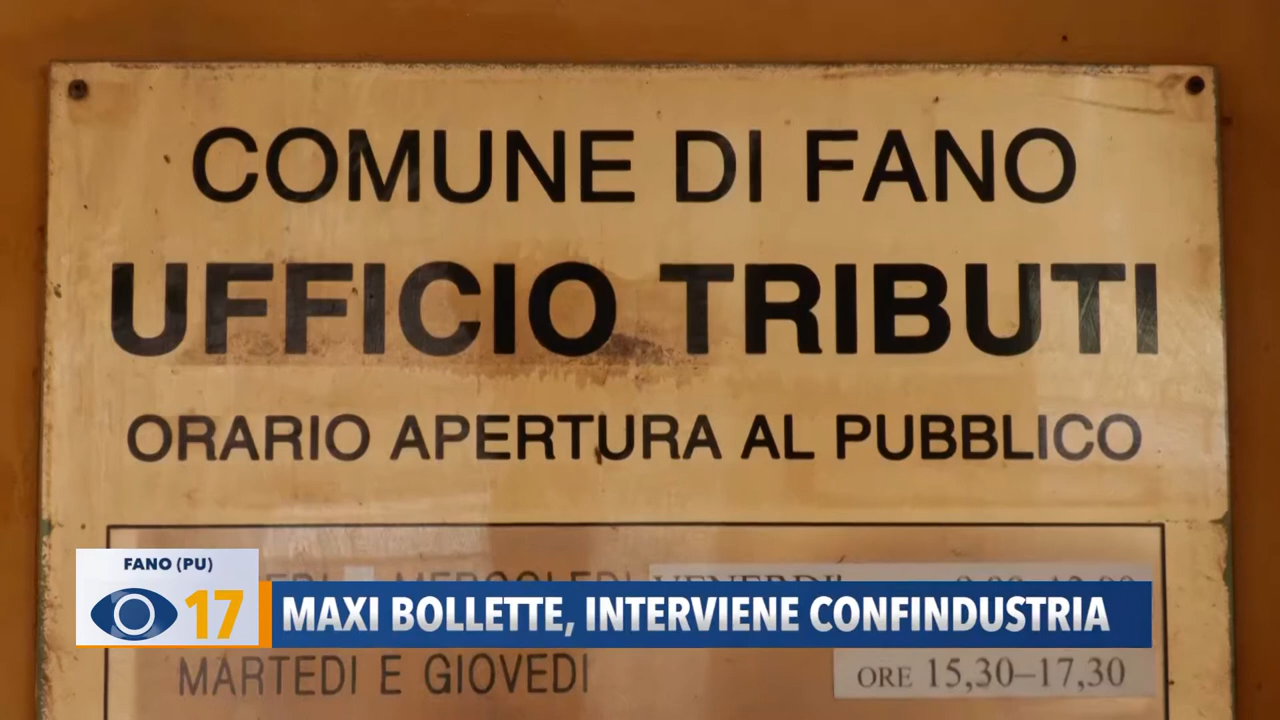 COMUNE DI FANO
UFFICIO TRIBUTI
ORARIO APERTURA AL PUBBLICO
FANO (PU)
17
MAXI BOLLETTE, INTERVIENE CONFINDUSTRIA
MARTEDI E GIOVEDI
ORE 15,30–17,30